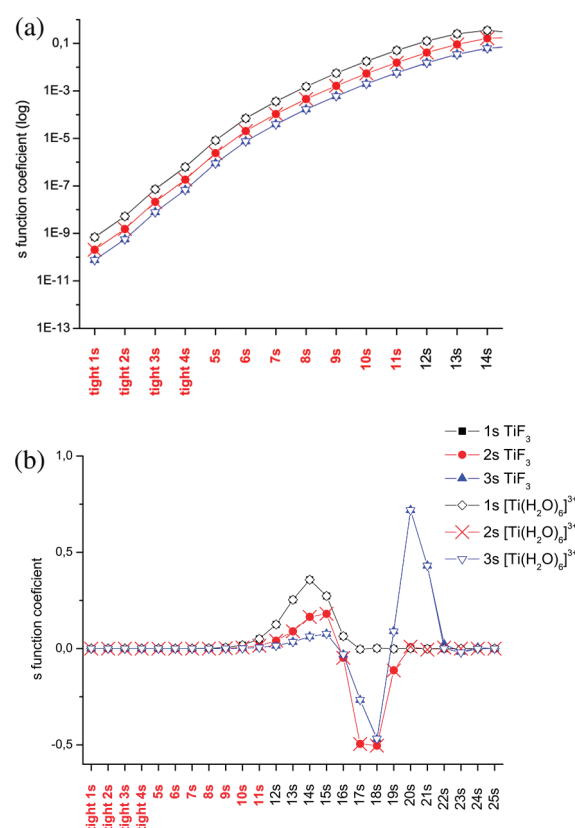 (a)
s function coeficient (log)
0,1
1E-3
1E-5
1E-7
1E-9
1E-11
1E-13
tight 1s
tight 2s
tight 3s
tight 4s
5s
6s
7s
8s
9s
10s
11s
12s
13s
14s
(b)
1s TiF3
2s TiF3
3s TiF3
1s [Ti(H2O)6]3+
2s [Ti(H2O)6]3+
3s [Ti(H2O)6]3+
s function coeficient
1,0
0,5
0,0
-0,5
tight 1s
tight 2s
tight 3s
tight 4s
5s
6s
7s
8s
9s
10s
11s
12s
13s
14s
15s
16s
17s
18s
19s
20s
21s
22s
23s
24s
25s